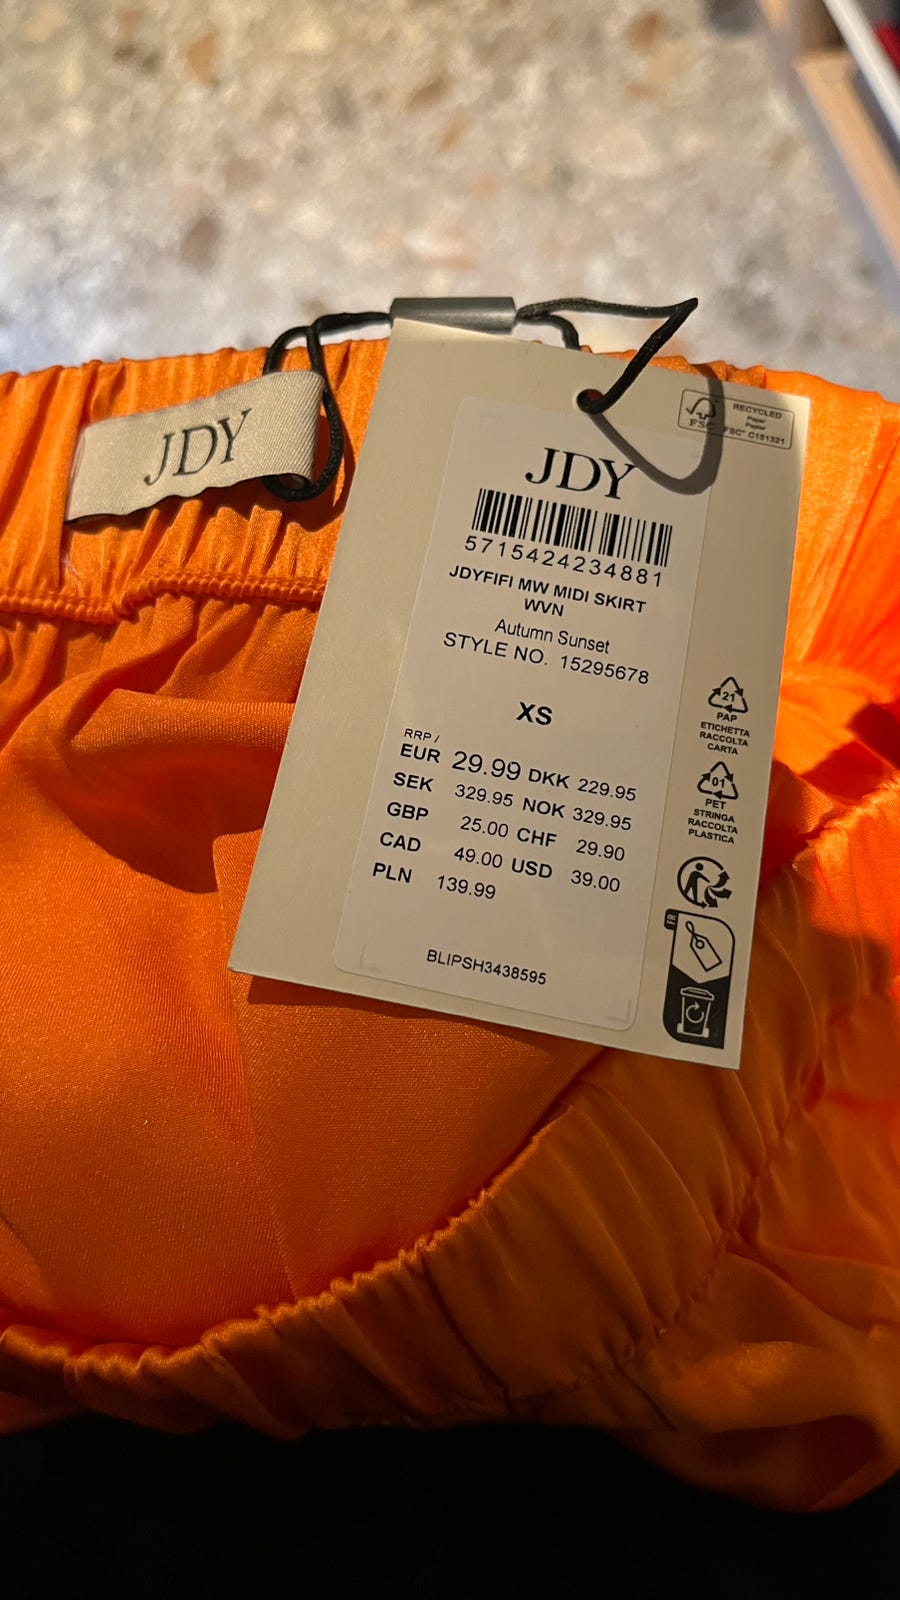 JDY
RECYCLED
Paper
Papier
FSC
FSC® C151321
JDY
5715424234881
JDYFIFI MW MIDI SKIRT
WVN
Autumn Sunset
STYLE NO. 15295678
XS
RRP /
EUR 29.99 DKK 229.95
SEK 329.95 NOK 329.95
GBP 25.00 CHF 29.90
CAD 49.00 USD 39.00
PLN 139.99
BLIPSH3438595
21
PAP
ETICHETTA
RACCOLTA
CARTA
01
PET
STRINGA
RACCOLTA
PLASTICA
FR